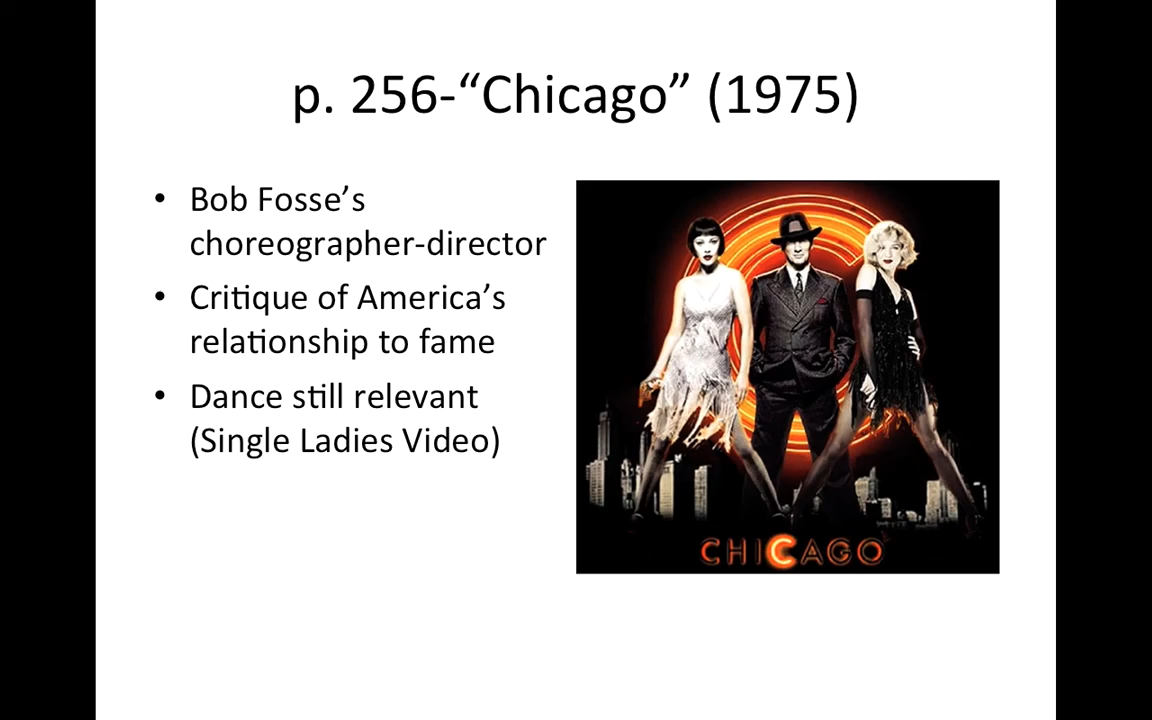 p. 256-“Chicago” (1975)
• Bob Fosse’s
choreographer-director
• Critique of America’s
relationship to fame
• Dance still relevant
(Single Ladies Video)
CHICAGO